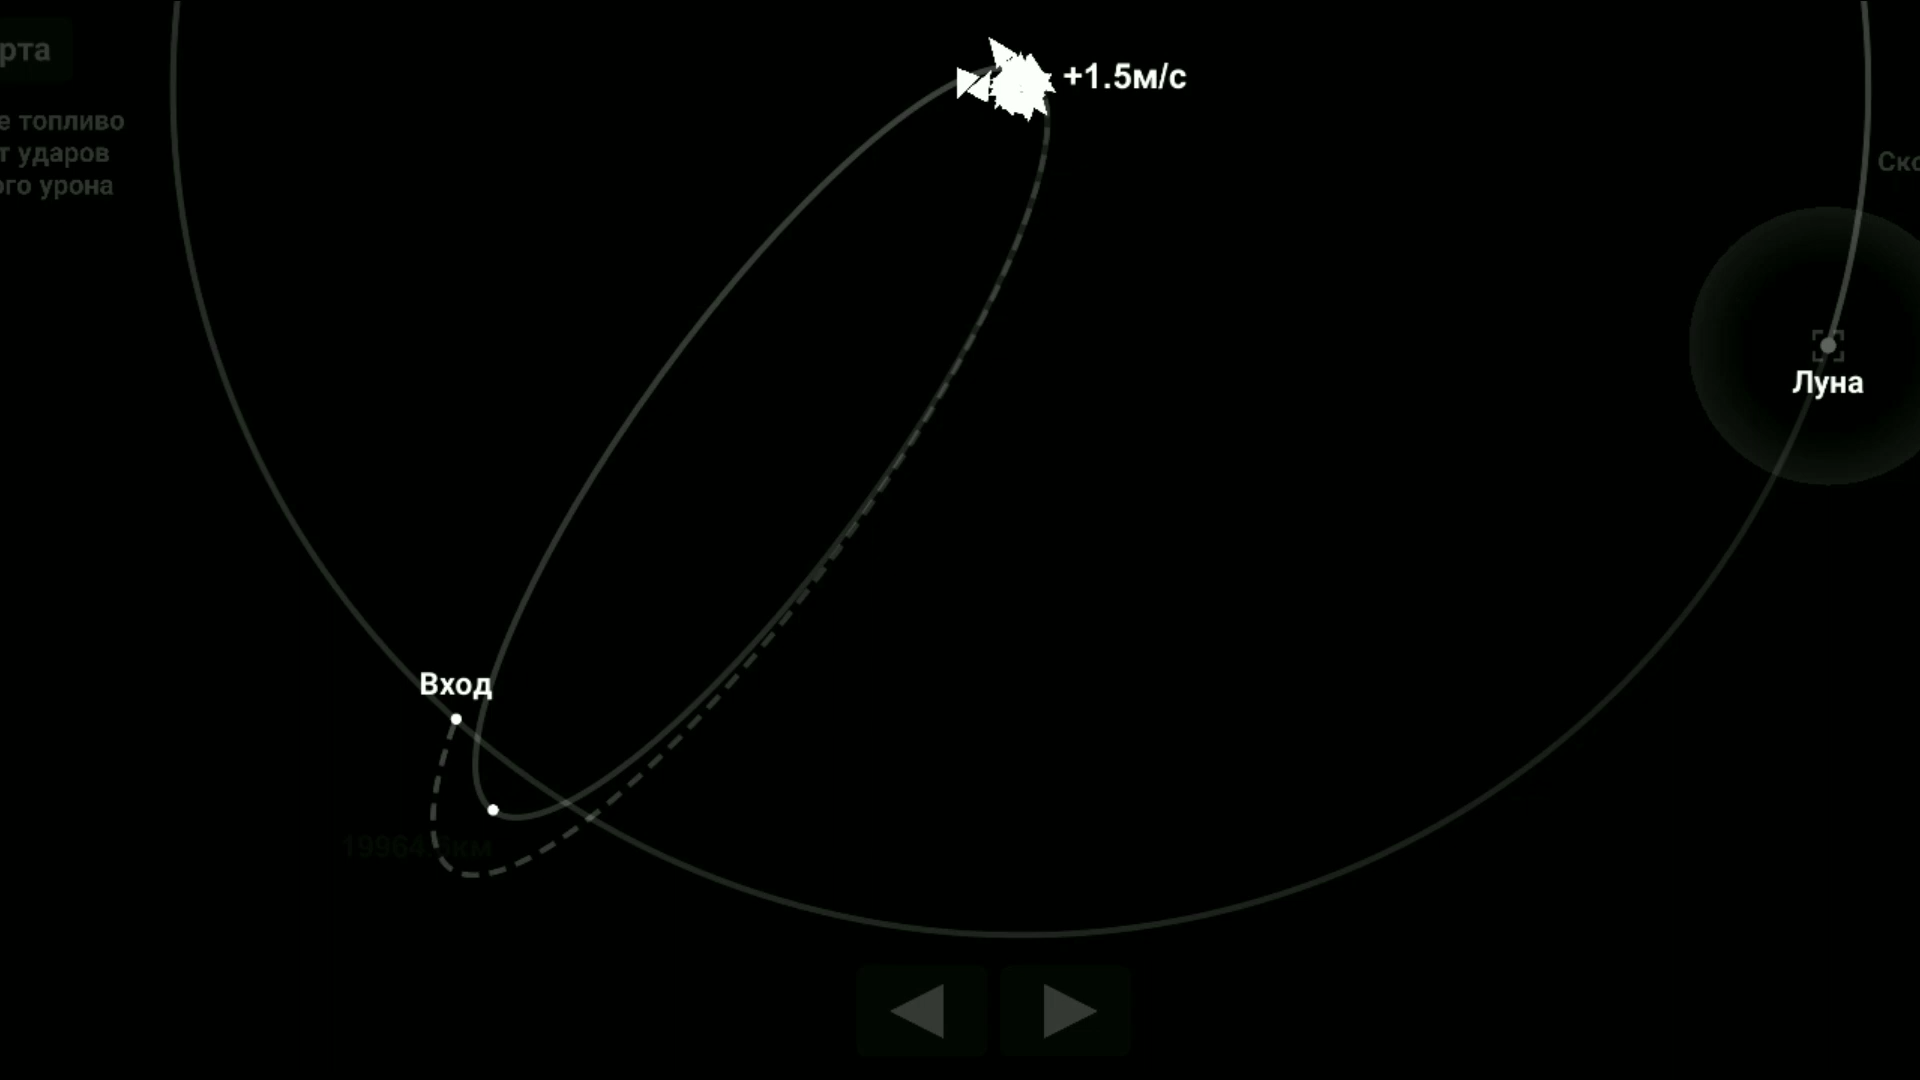 рта
+1.5м/с
е топливо
т ударов
ого урона
Ско
Луна
Вход